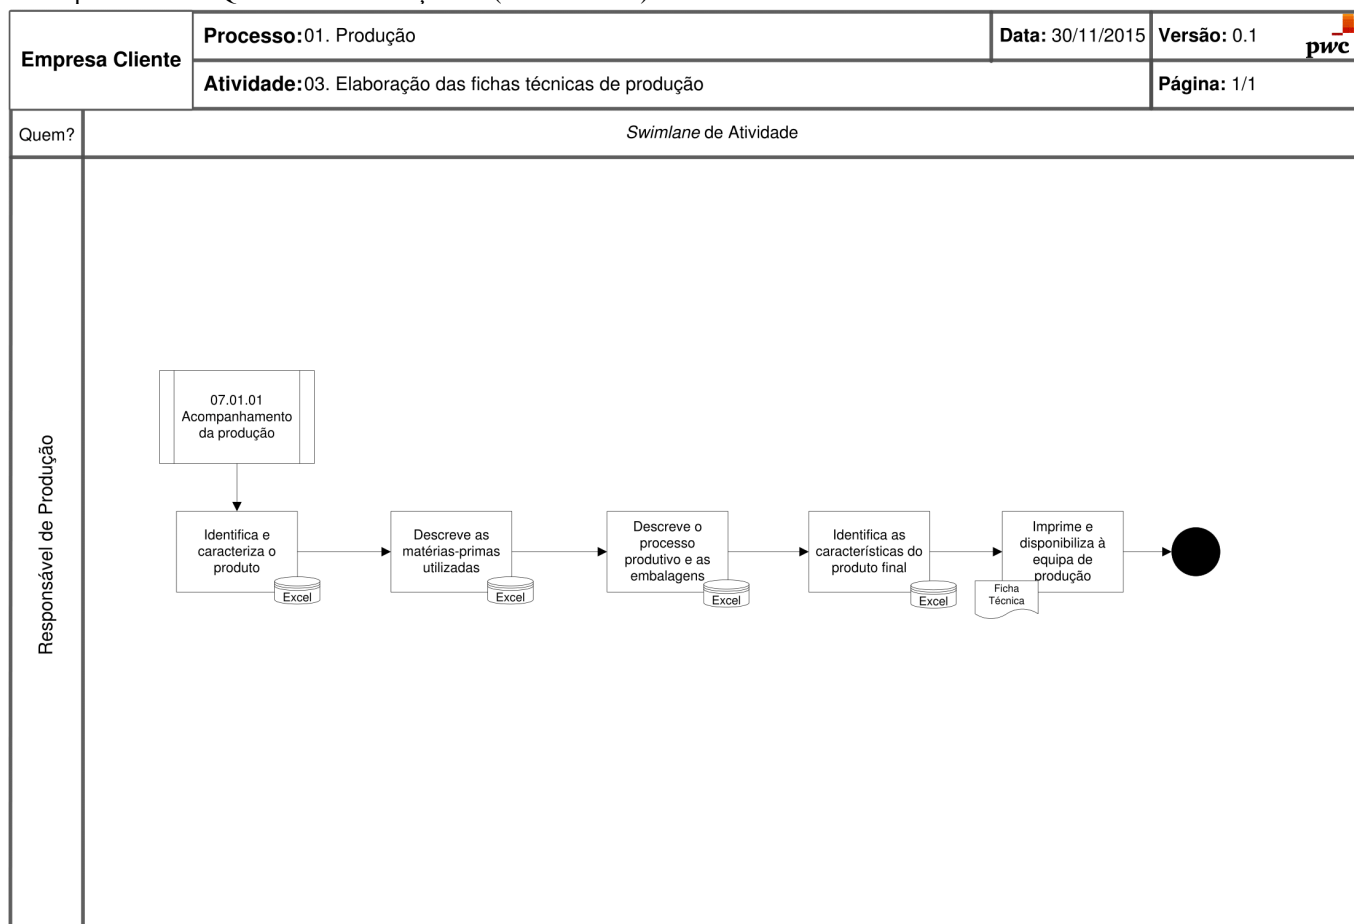 Empresa Cliente
Processo: 01. Produção
Data: 30/11/2015
Versão: 0.1
pwc
Atividade: 03. Elaboração das fichas técnicas de produção
Página: 1/1
Quem?
Swimlane de Atividade
Responsável de Produção
07.01.01
Acompanhamento
da produção
Identifica e
caracteriza o
produto
Excel
Descreve as
matérias-primas
utilizadas
Excel
Descreve o
processo
produtivo e as
embalagens
Excel
Identifica as
características do
produto final
Excel
Imprime e
disponibiliza à
equipa de
produção
Ficha
Técnica